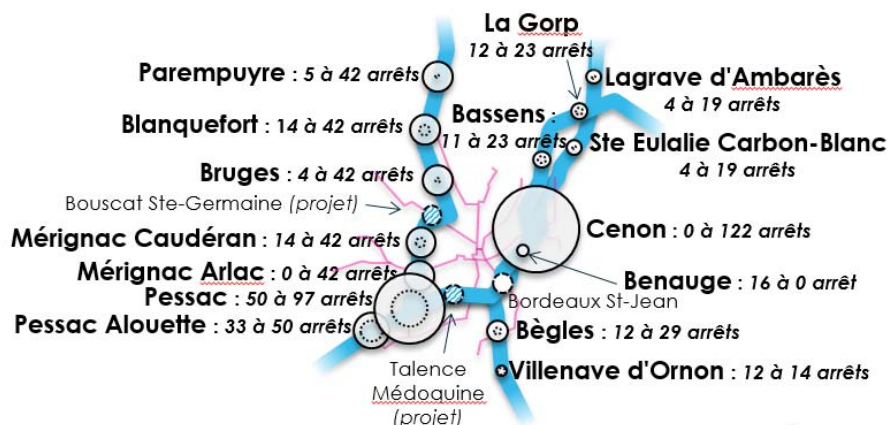 La Gorp
12 à 23 arrêts
Parempuyre : 5 à 42 arrêts
Lagrave d'Ambarès
4 à 19 arrêts
Blanquefort : 14 à 42 arrêts
Bassens :
11 à 23 arrêts
Ste Eulalie Carbon-Blanc
4 à 19 arrêts
Bruges : 4 à 42 arrêts
Bouscat Ste-Germaine (projet)
Mérignac Caudéran : 14 à 42 arrêts
Cenon : 0 à 122 arrêts
Mérignac Arlac : 0 à 42 arrêts
Benauge : 16 à 0 arrêt
Pessac : 50 à 97 arrêts
Bordeaux St-Jean
Pessac Alouette : 33 à 50 arrêts
Bègles : 12 à 29 arrêts
Talence
Médoquine
(projet)
Villenave d'Ornon : 12 à 14 arrêts